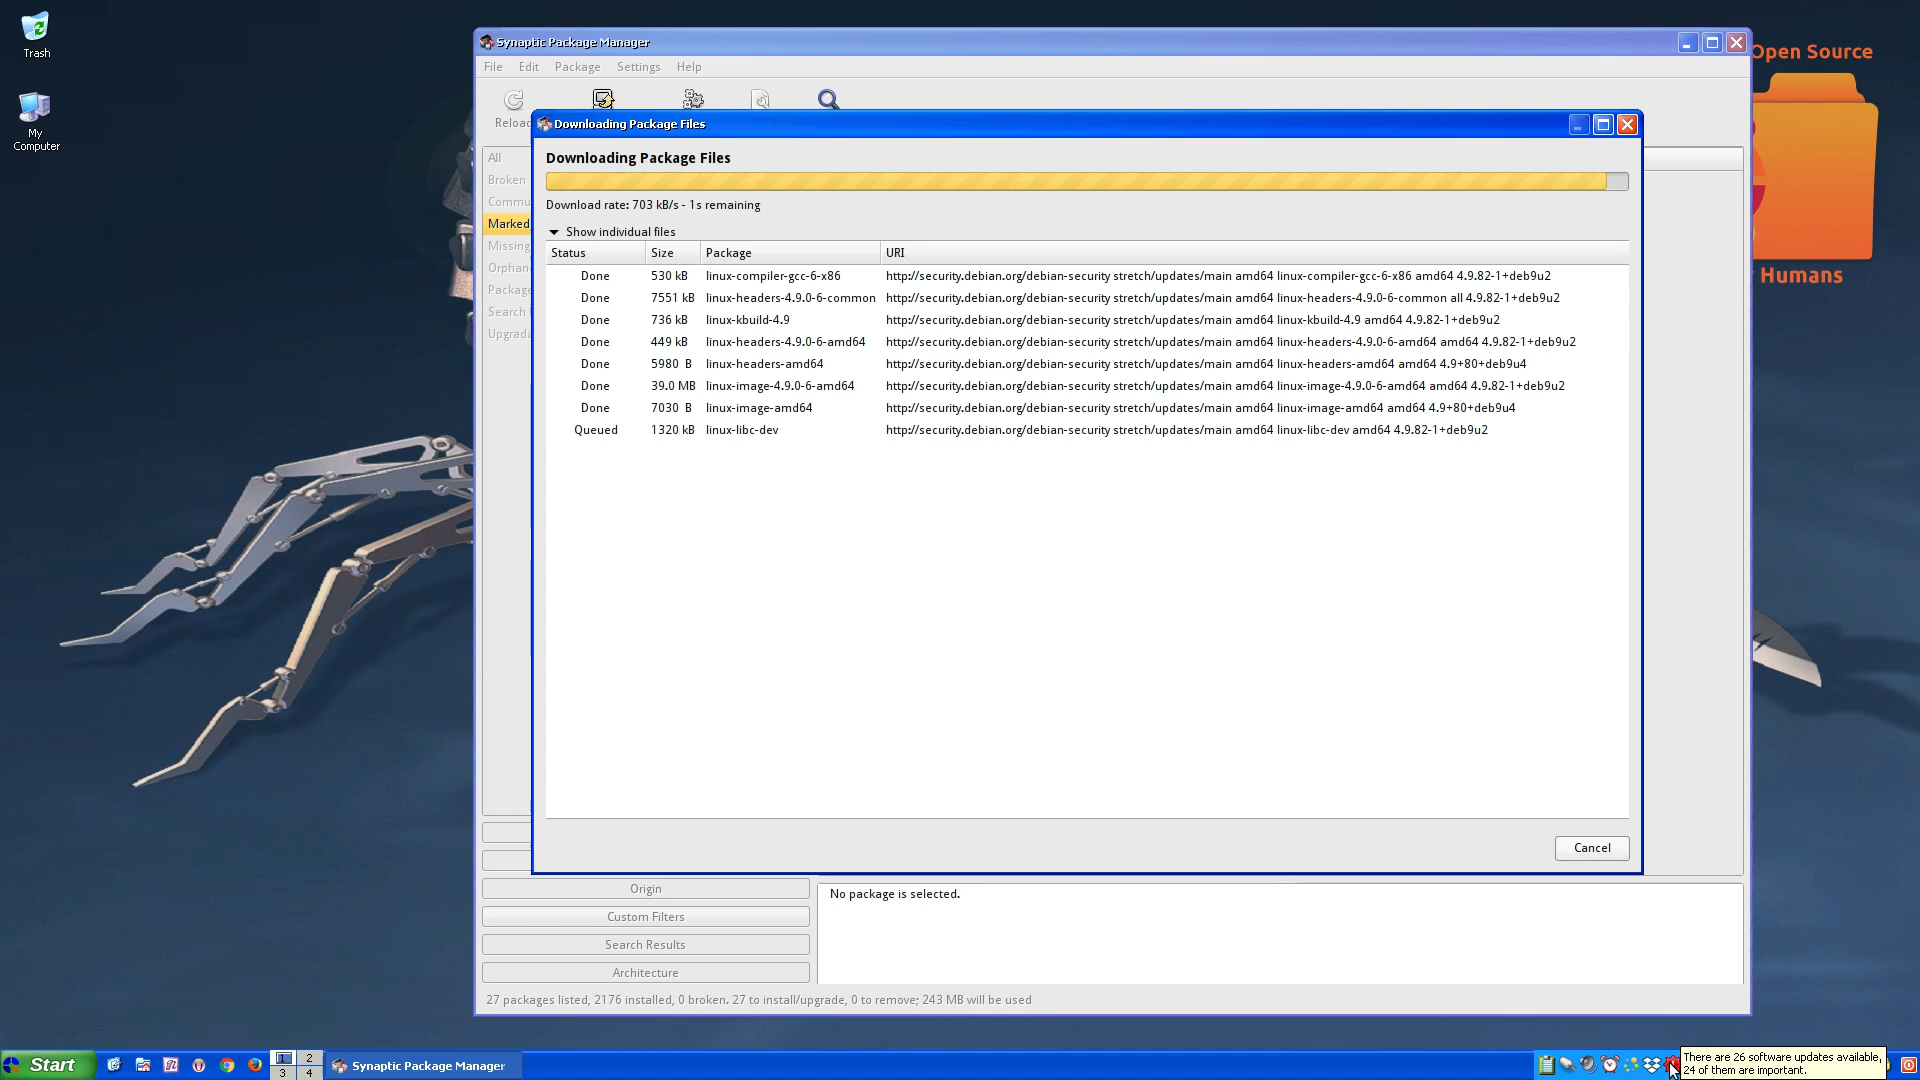 Trash
My
Computer
Open Source
Humans
Synaptic Package Manager
File Edit Package Settings Help
Downloading Package Files
Downloading Package Files
Download rate: 703 kB/s - 1s remaining
Show individual files
Status Size Package URI
Done 530 kB linux-compiler-gcc-6-x86 http://security.debian.org/debian-security stretch/updates/main amd64 linux-compiler-gcc-6-x86 amd64 4.9.82-1+deb9u2
Done 7551 kB linux-headers-4.9.0-6-common http://security.debian.org/debian-security stretch/updates/main amd64 linux-headers-4.9.0-6-common all 4.9.82-1+deb9u2
Done 736 kB linux-kbuild-4.9 http://security.debian.org/debian-security stretch/updates/main amd64 linux-kbuild-4.9 amd64 4.9.82-1+deb9u2
Done 449 kB linux-headers-4.9.0-6-amd64 http://security.debian.org/debian-security stretch/updates/main amd64 linux-headers-4.9.0-6-amd64 amd64 4.9.82-1+deb9u2
Done 5980 B linux-headers-amd64 http://security.debian.org/debian-security stretch/updates/main amd64 linux-headers-amd64 amd64 4.9+80+deb9u4
Done 39.0 MB linux-image-4.9.0-6-amd64 http://security.debian.org/debian-security stretch/updates/main amd64 linux-image-4.9.0-6-amd64 amd64 4.9.82-1+deb9u2
Done 7030 B linux-image-amd64 http://security.debian.org/debian-security stretch/updates/main amd64 linux-image-amd64 amd64 4.9+80+deb9u4
Queued 1320 kB linux-libc-dev http://security.debian.org/debian-security stretch/updates/main amd64 linux-libc-dev amd64 4.9.82-1+deb9u2
Cancel
Reloa
All
Broken
Commu
Marked
Missing
Orphan
Package
Search
Upgrada
Origin
Custom Filters
Search Results
Architecture
No package is selected.
27 packages listed, 2176 installed, 0 broken. 27 to install/upgrade, 0 to remove; 243 MB will be used
Start
1 2
3 4
Synaptic Package Manager
There are 26 software updates available,
24 of them are important.